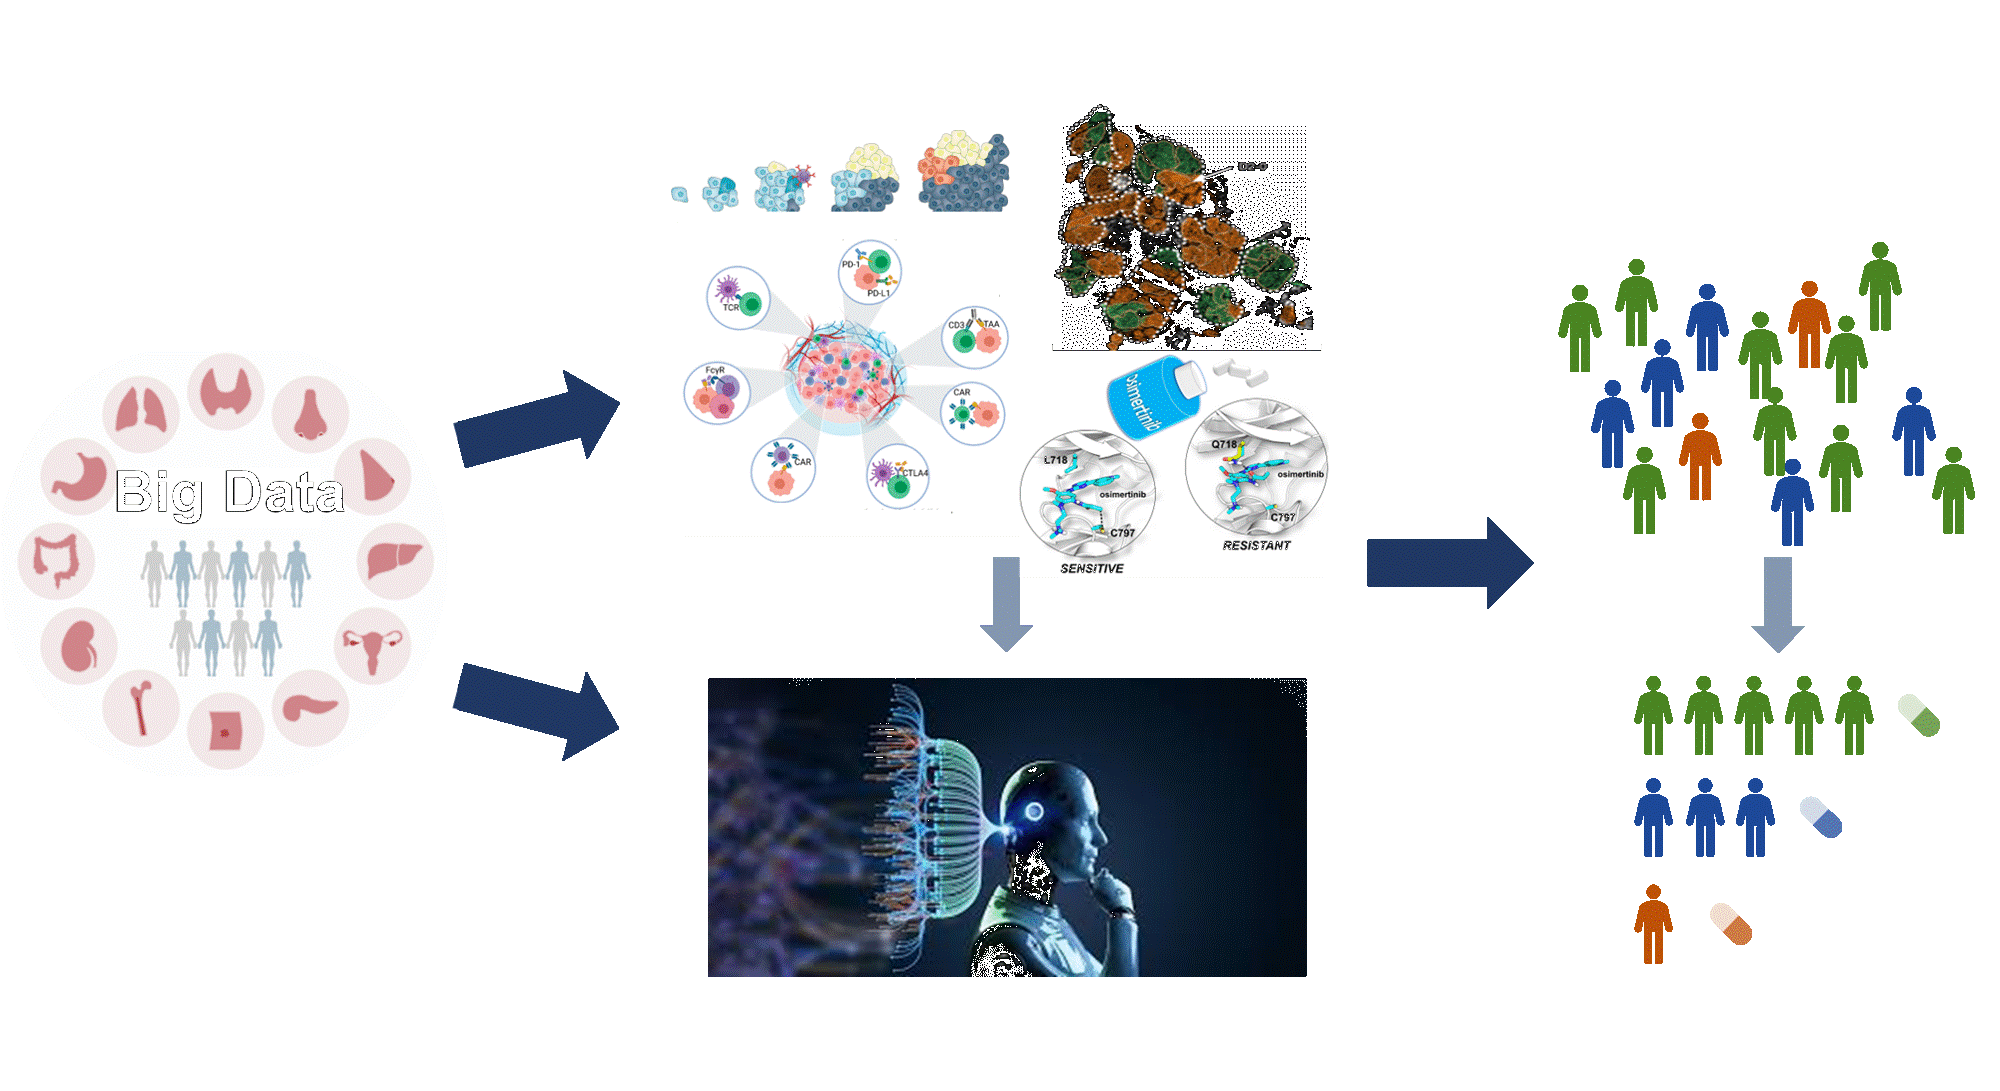 Big Data
PD-1
PD-L1
TCR
CD3
TAA
FcγR
CAR
CAR
CTLA4
osimertinib
L718
osimertinib
C797
SENSITIVE
Q718
osimertinib
C797
RESISTANT